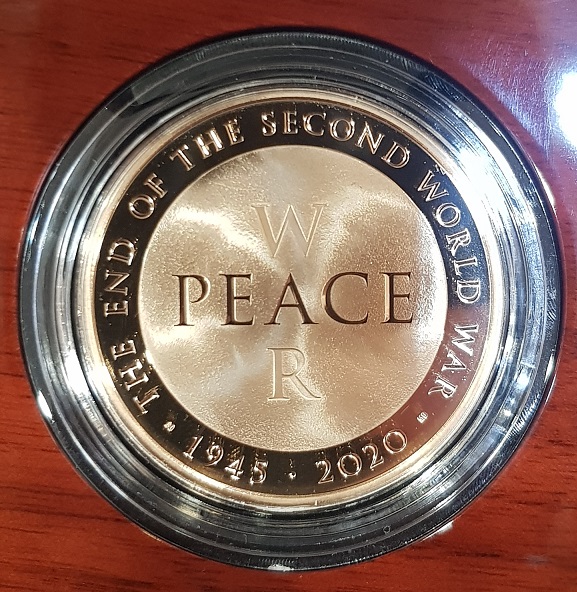 THE END OF THE SECOND WORLD WAR
W
PEACE
R
1945 · 2020